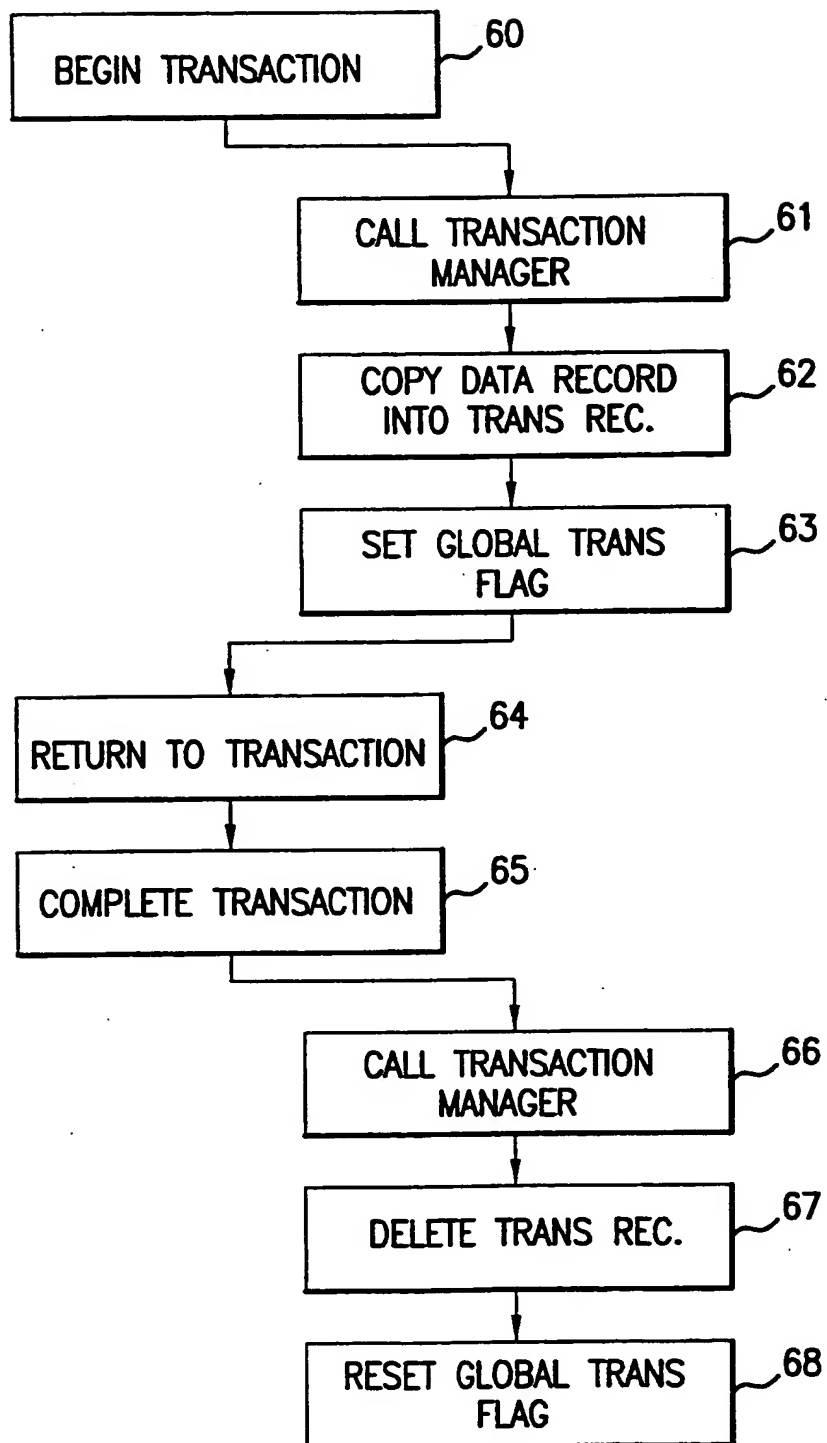 60
BEGIN TRANSACTION
61
CALL TRANSACTION
MANAGER
62
COPY DATA RECORD
INTO TRANS REC.
63
SET GLOBAL TRANS
FLAG
64
RETURN TO TRANSACTION
65
COMPLETE TRANSACTION
66
CALL TRANSACTION
MANAGER
67
DELETE TRANS REC.
68
RESET GLOBAL TRANS
FLAG